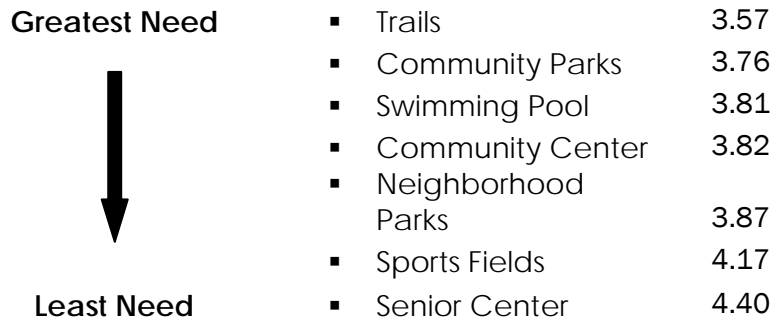 Greatest Need ▪ Trails 3.57
▪ Community Parks 3.76
▪ Swimming Pool 3.81
▪ Community Center 3.82
▪ Neighborhood
Parks 3.87
▪ Sports Fields 4.17
Least Need ▪ Senior Center 4.40